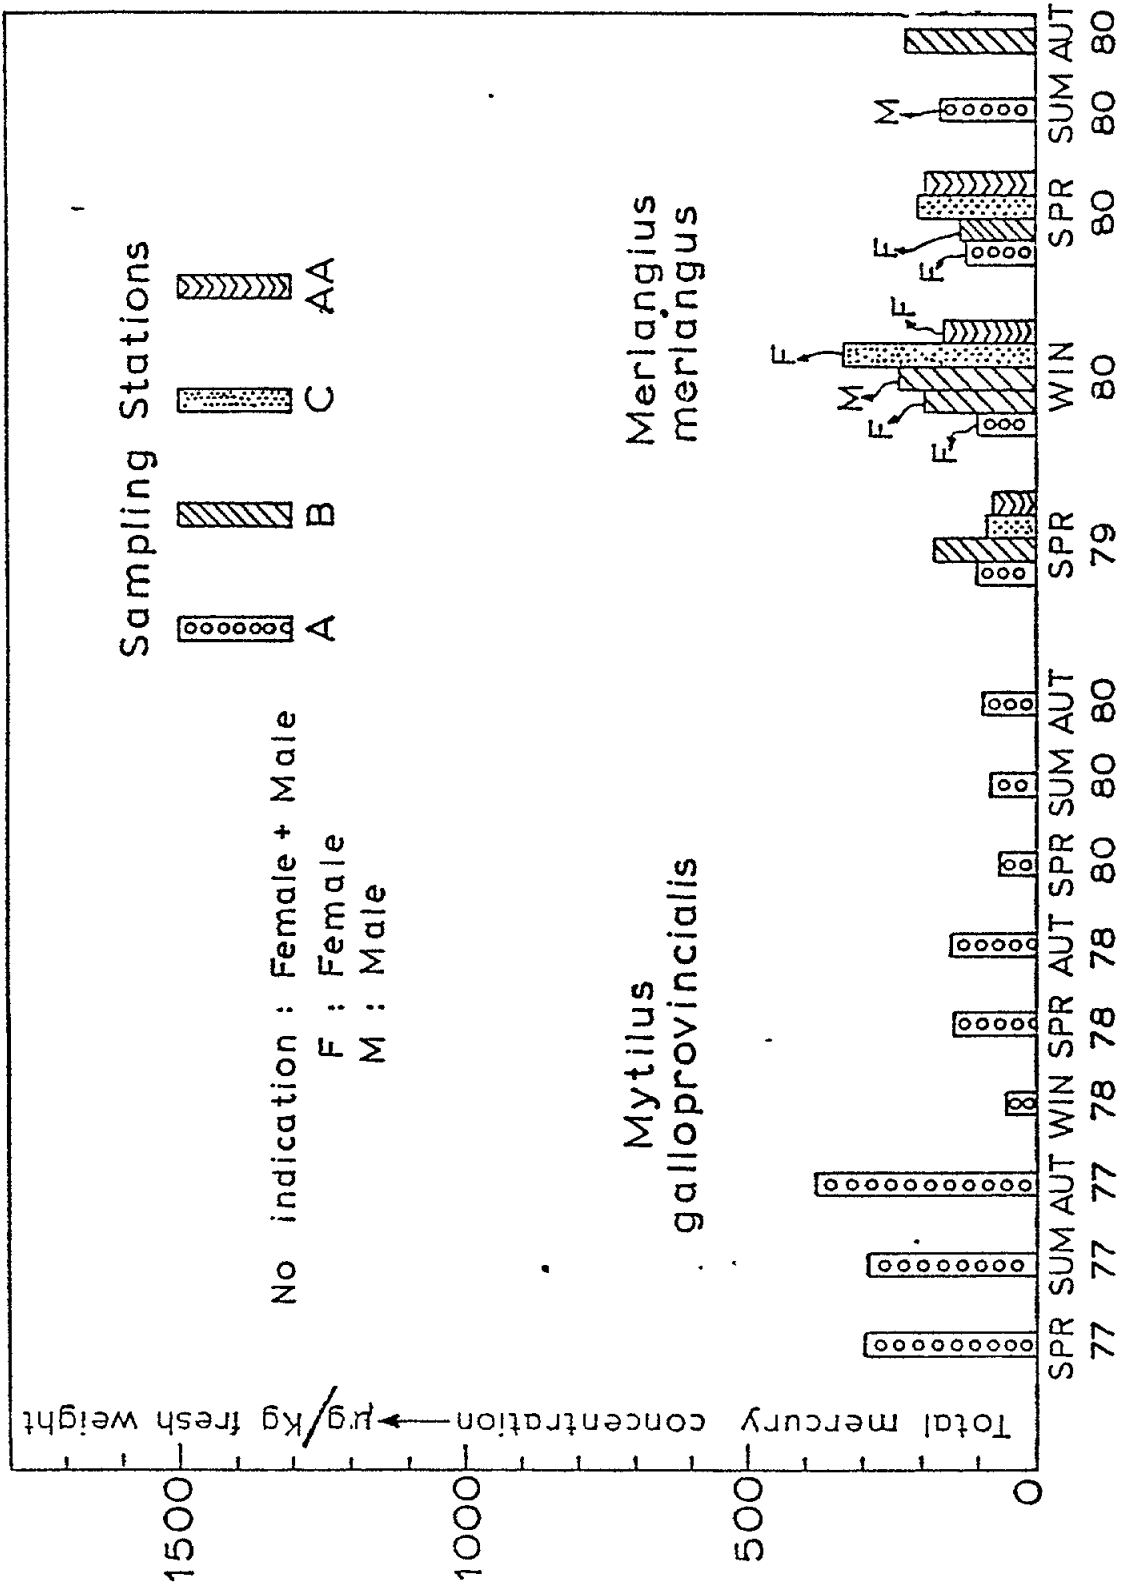 Total mercury concentration → µg/Kg fresh weight
1500
1000
500
0
Sampling Stations
A B C AA
No indication : Female + Male
F : Female
M : Male
Mytilus
galloprovincialis
Merlangius
merlangus
F
F
M
F
F
F
F
M
SPR SUM AUT WIN SPR AUT SPR SUM AUT SPR WIN SPR SUM AUT
77 77 77 78 78 78 80 80 80 79 80 80 80 80